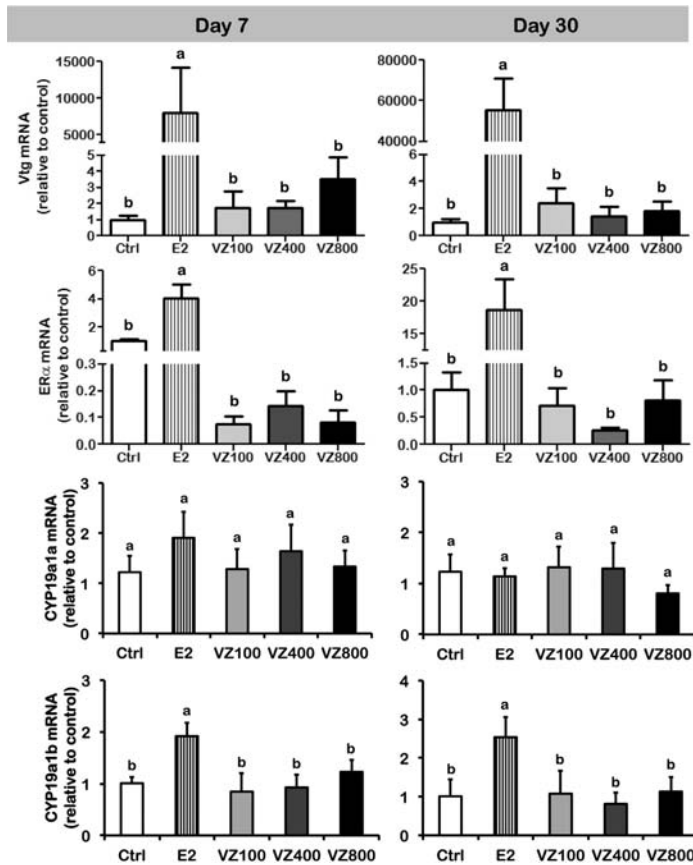 Day 7 Day 30
Vtg mRNA
(relative to control)
15000
10000
5000
5
4
3
2
1
0
b a b b b
Ctrl E2 VZ100 VZ400 VZ800
80000
60000
40000
6
4
2
0
b a b b b
Ctrl E2 VZ100 VZ400 VZ800
ERα mRNA
(relative to control)
6
4
2
0.3
0.2
0.1
0.0
b a b b b
Ctrl E2 VZ100 VZ400 VZ800
25
20
15
1.5
1.0
0.5
0.0
b a b b b
Ctrl E2 VZ100 VZ400 VZ800
CYP19a1a mRNA
(relative to control)
3
2
1
0
a a a a a
Ctrl E2 VZ100 VZ400 VZ800
3
2
1
0
a a a a a
Ctrl E2 VZ100 VZ400 VZ800
CYP19a1b mRNA
(relative to control)
3
2
1
0
b a b b b
Ctrl E2 VZ100 VZ400 VZ800
4
3
2
1
0
b a b b b
Ctrl E2 VZ100 VZ400 VZ800